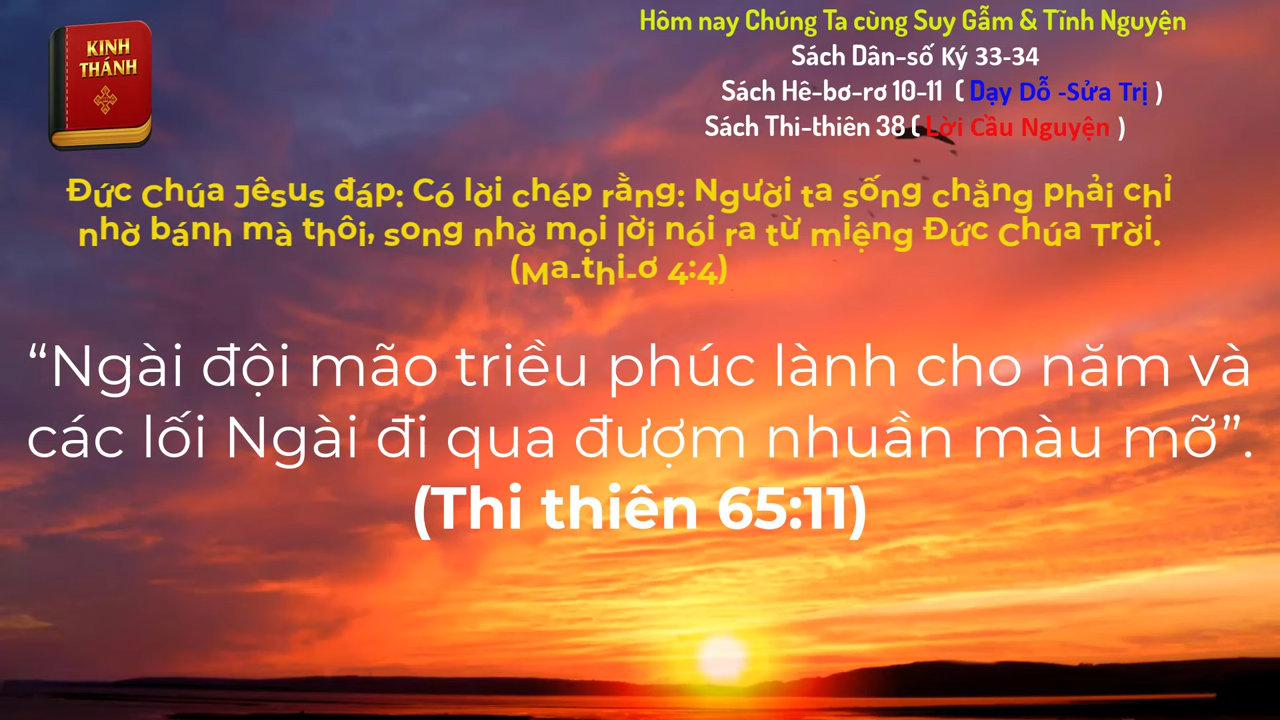 KINH
THÁNH
Hôm nay Chúng Ta cùng Suy Gẫm & Tĩnh Nguyện
Sách Dân-số Ký 33-34
Sách Hê-bơ-rơ 10-11 ( Dạy Dỗ -Sửa Trị )
Sách Thi-thiên 38 ( Lời Cầu Nguyện )
Đức Chúa Jêsus đáp: Có lời chép rằng: Người ta sống chẳng phải chỉ
nhờ bánh mà thôi, song nhờ mọi lời nói ra từ miệng Đức Chúa Trời.
(Ma-thi-ơ 4:4)
“Ngài đội mão triều phúc lành cho năm và
các lối Ngài đi qua đượm nhuần màu mỡ”.
(Thi thiên 65:11)